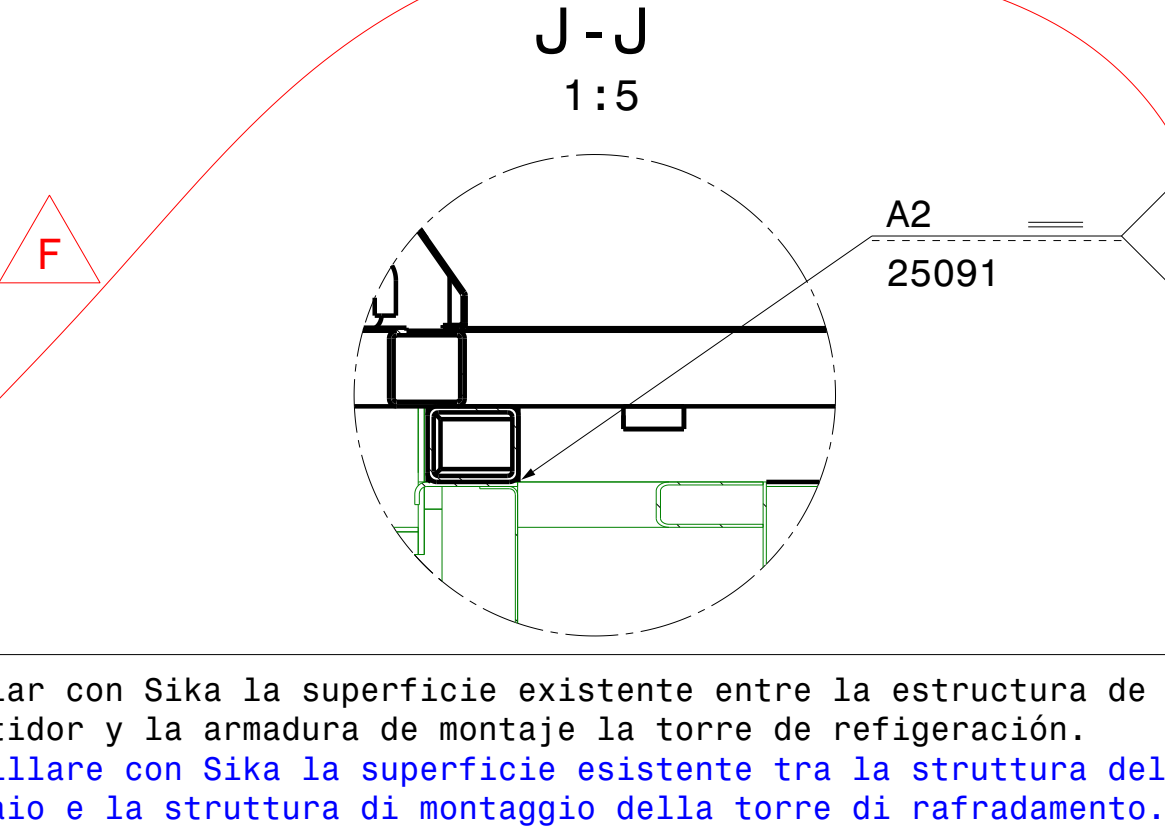 J-J
1:5
A2
25091
F
lar con Sika la superficie existente entre la estructura de
tidor y la armadura de montaje la torre de refigeración.
illlare con Sika la superficie esistente tra la struttura del
aio e la struttura di montaggio della torre di rafradamento.